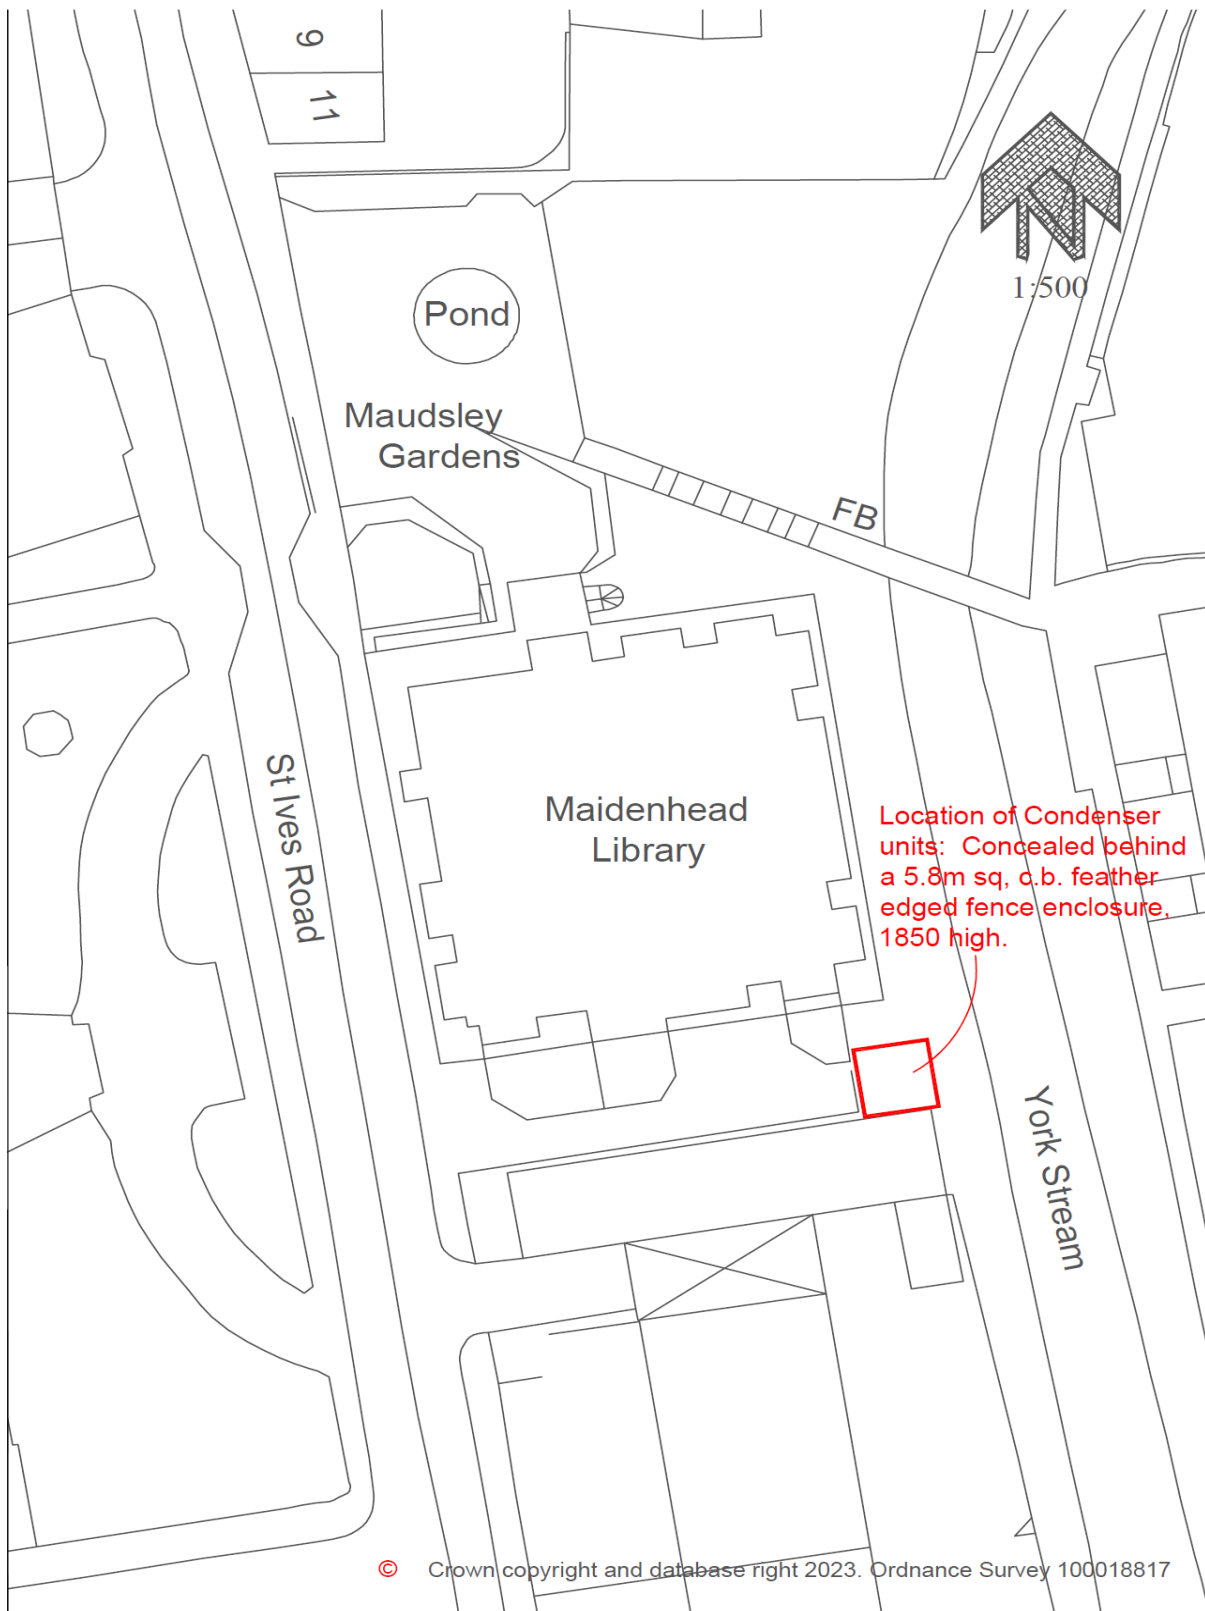 9
11
N
1:500
Pond
Maudsley
Gardens
FB
St Ives Road
Maidenhead
Library
Location of Condenser
units: Concealed behind
a 5.8m sq, c.b. feather
edged fence enclosure,
1850 high.
York Stream
© Crown copyright and database right 2023. Ordnance Survey 100018817